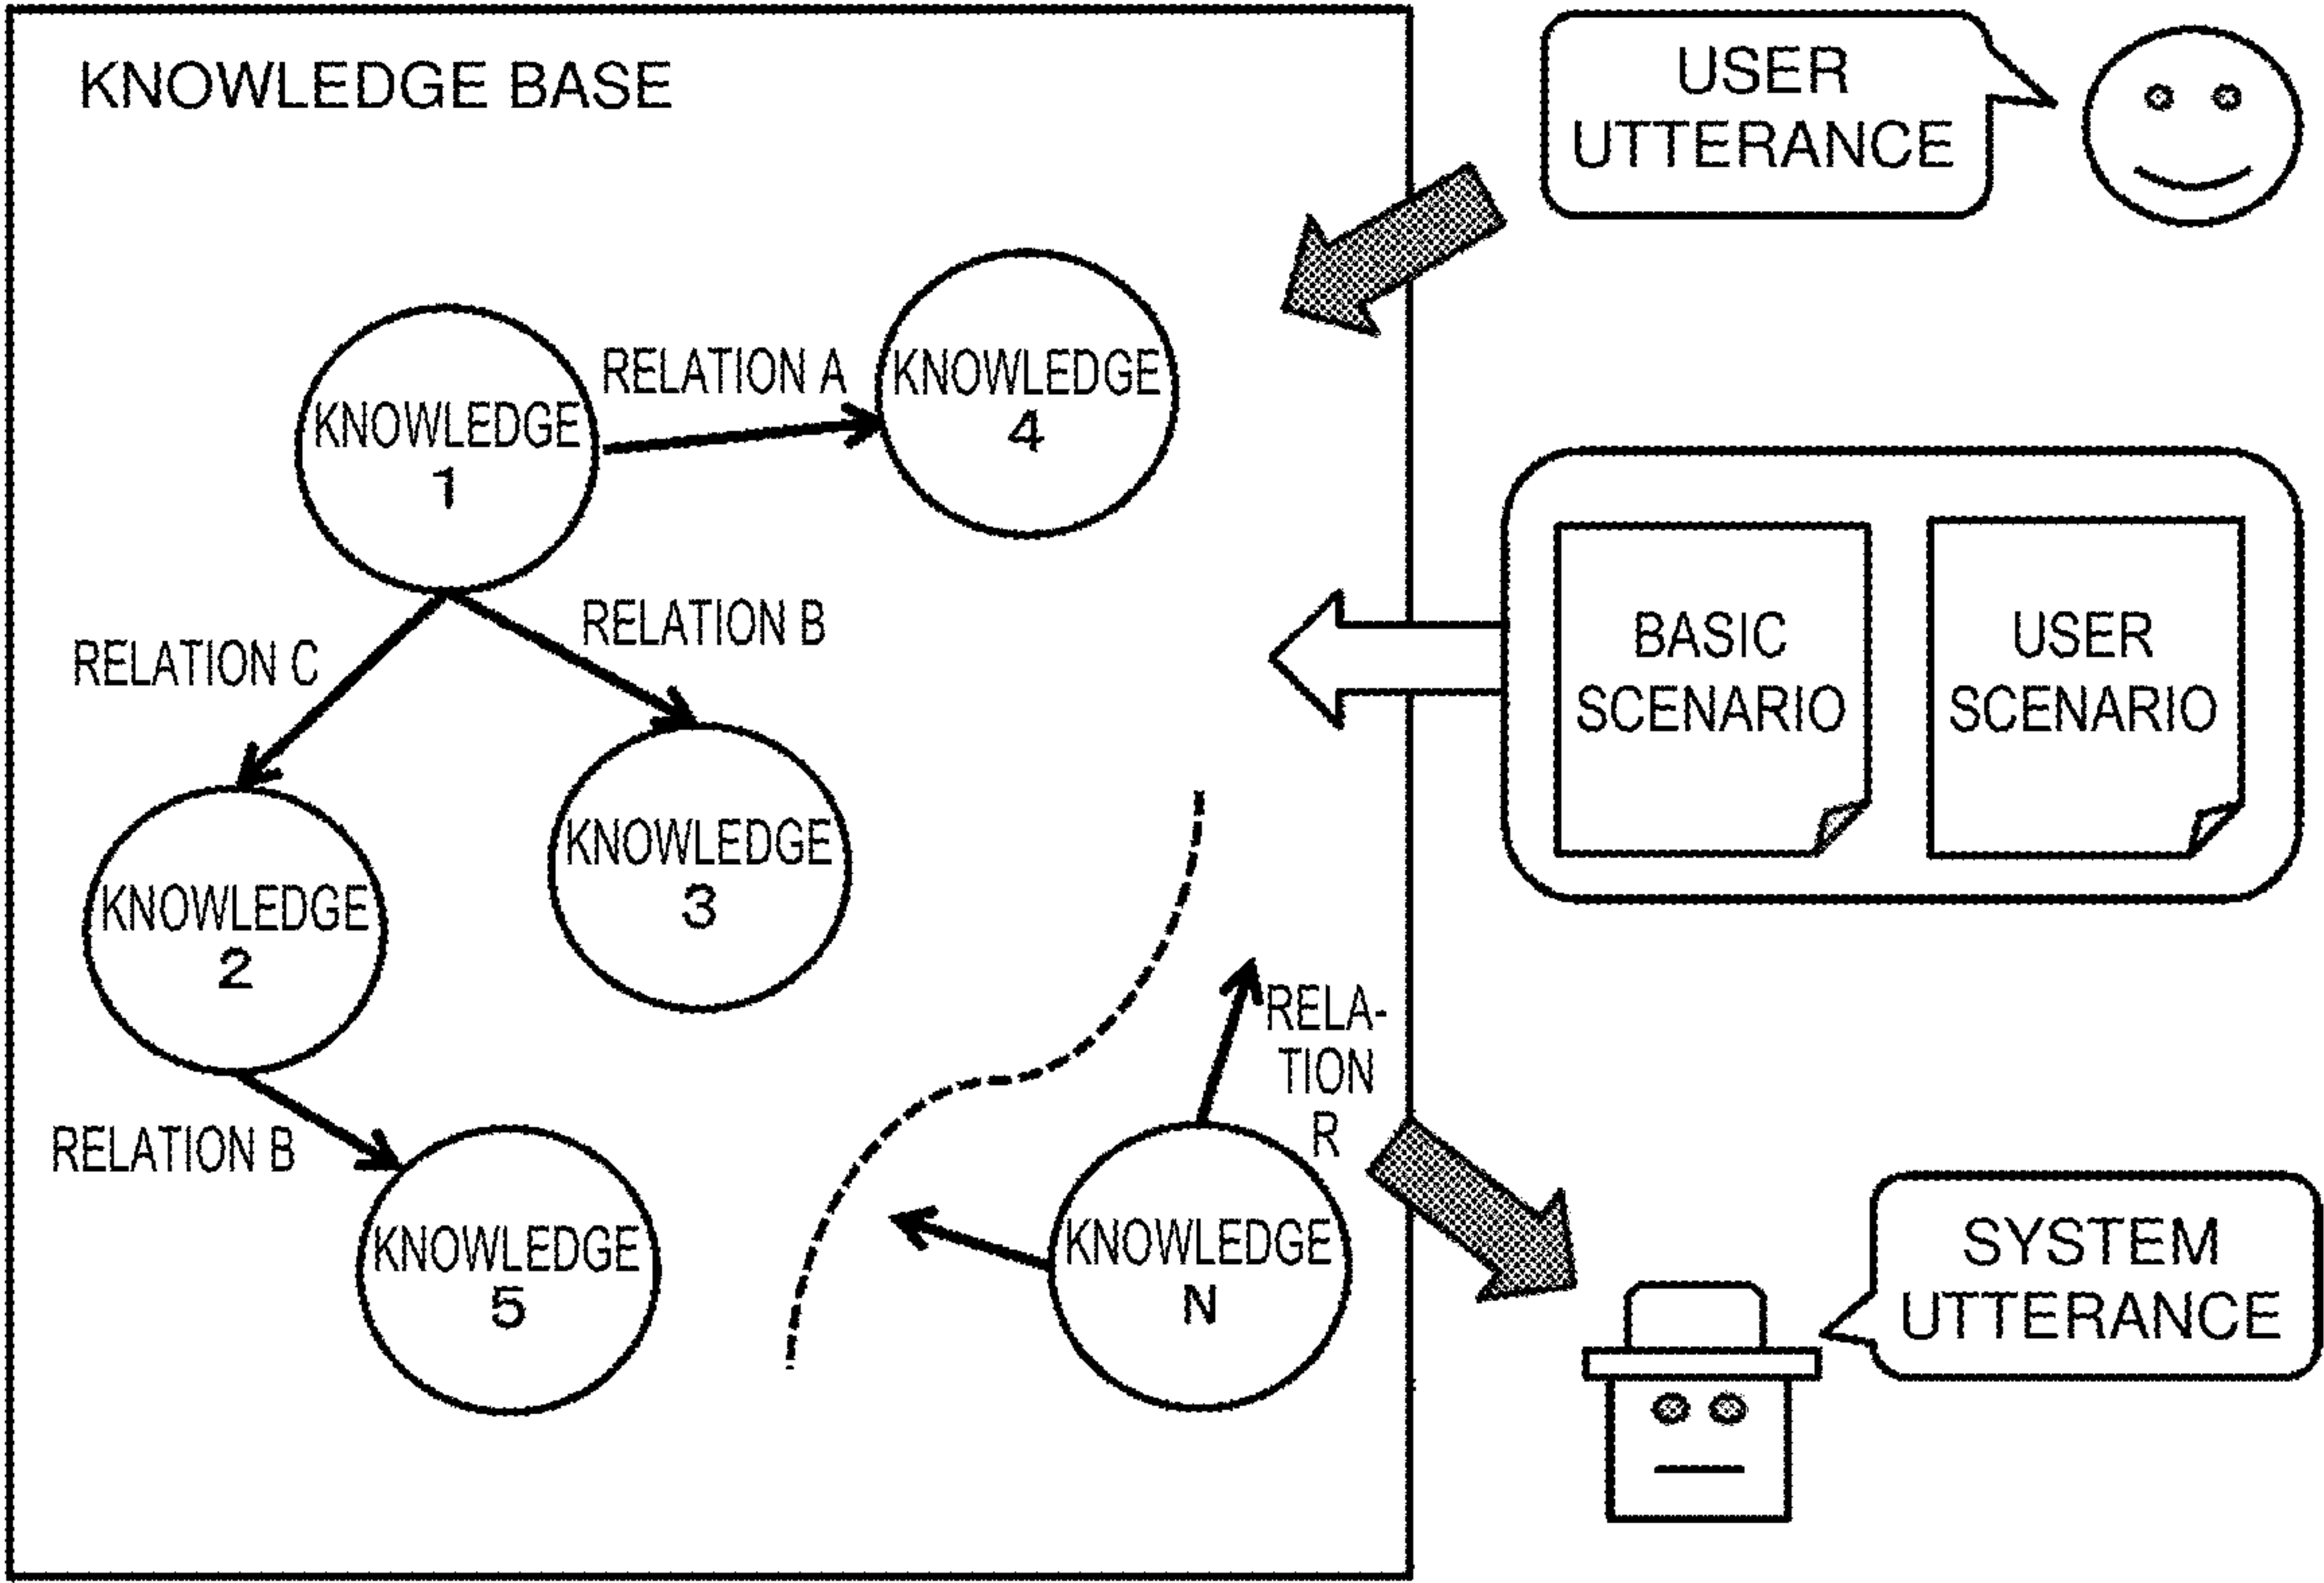 KNOWLEDGE BASE
USER
UTTERANCE
KNOWLEDGE
1
RELATION A
KNOWLEDGE
4
RELATION C
RELATION B
BASIC
SCENARIO
USER
SCENARIO
KNOWLEDGE
2
KNOWLEDGE
3
RELATION B
KNOWLEDGE
5
RELA-
TION
R
KNOWLEDGE
N
SYSTEM
UTTERANCE